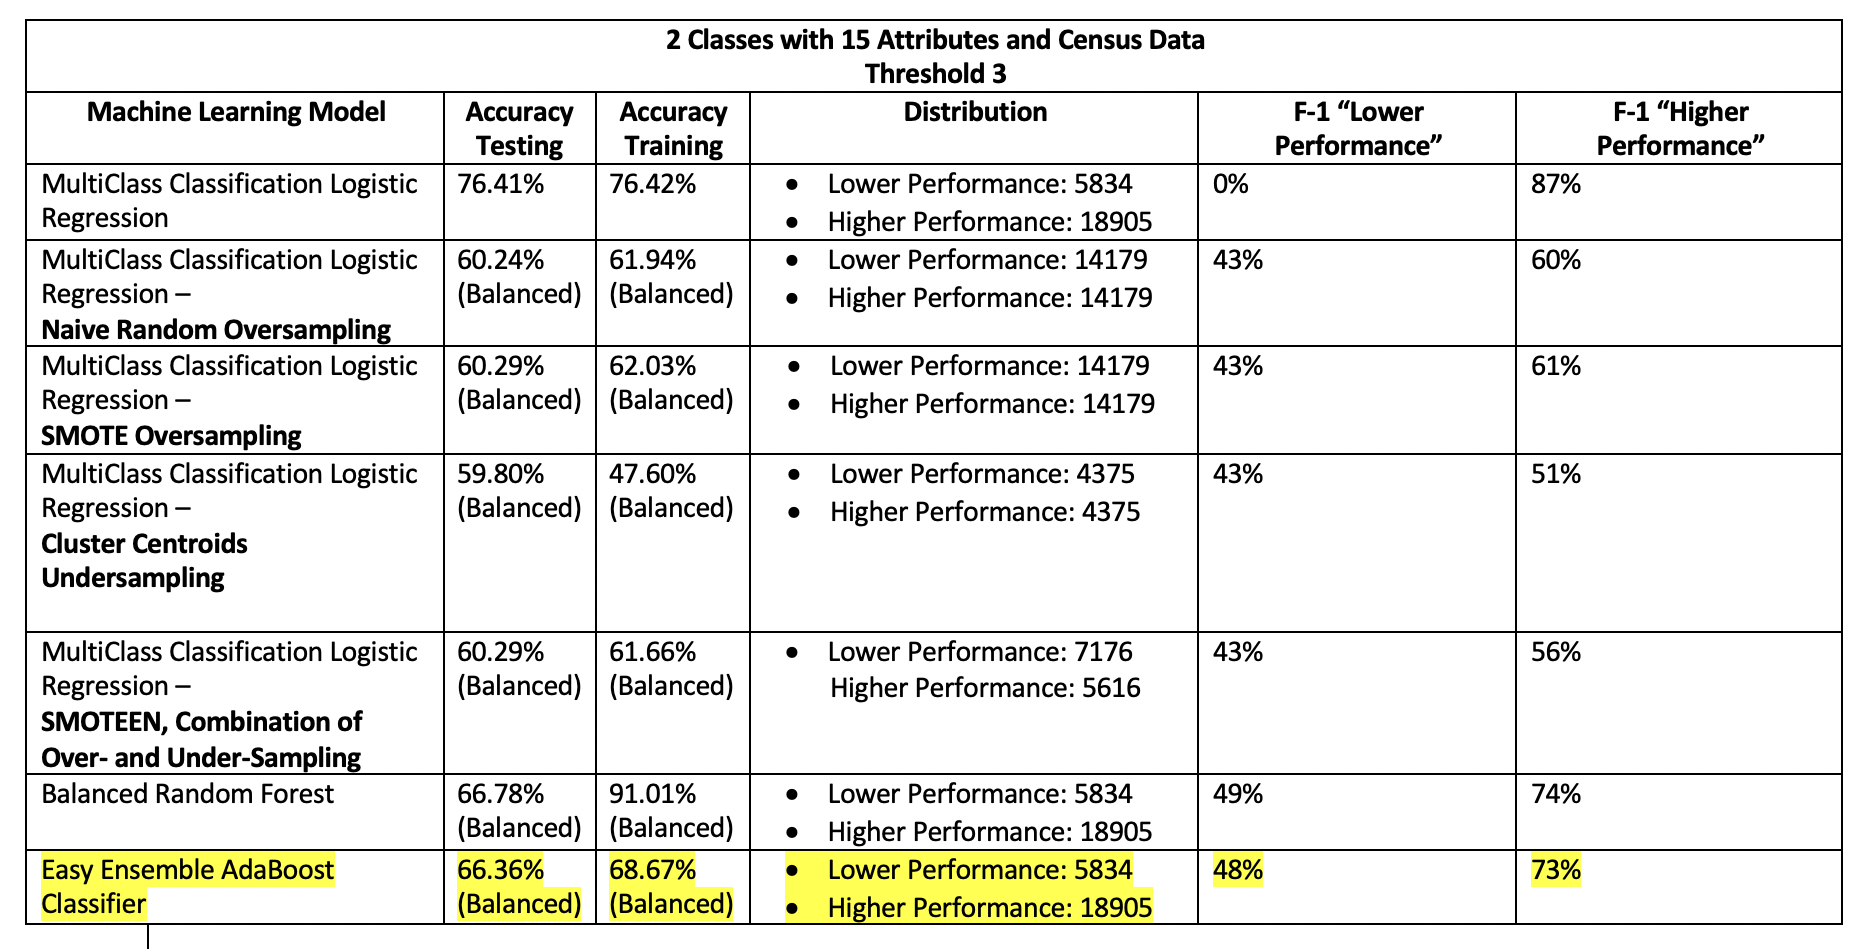 2 Classes with 15 Attributes and Census Data
Threshold 3
Machine Learning Model
Accuracy
Testing
Accuracy
Training
Distribution
F-1 “Lower
Performance”
F-1 “Higher
Performance”
MultiClass Classification Logistic
Regression
76.41%
76.42%
• Lower Performance: 5834
• Higher Performance: 18905
0%
87%
MultiClass Classification Logistic
Regression –
Naive Random Oversampling
60.24%
(Balanced)
61.94%
(Balanced)
• Lower Performance: 14179
• Higher Performance: 14179
43%
60%
MultiClass Classification Logistic
Regression –
SMOTE Oversampling
60.29%
(Balanced)
62.03%
(Balanced)
• Lower Performance: 14179
• Higher Performance: 14179
43%
61%
MultiClass Classification Logistic
Regression –
Cluster Centroids
Undersampling
59.80%
(Balanced)
47.60%
(Balanced)
• Lower Performance: 4375
• Higher Performance: 4375
43%
51%
MultiClass Classification Logistic
Regression –
SMOTEEN, Combination of
Over- and Under-Sampling
60.29%
(Balanced)
61.66%
(Balanced)
• Lower Performance: 7176
Higher Performance: 5616
43%
56%
Balanced Random Forest
66.78%
(Balanced)
91.01%
(Balanced)
• Lower Performance: 5834
• Higher Performance: 18905
49%
74%
Easy Ensemble AdaBoost
Classifier
66.36%
(Balanced)
68.67%
(Balanced)
• Lower Performance: 5834
• Higher Performance: 18905
48%
73%